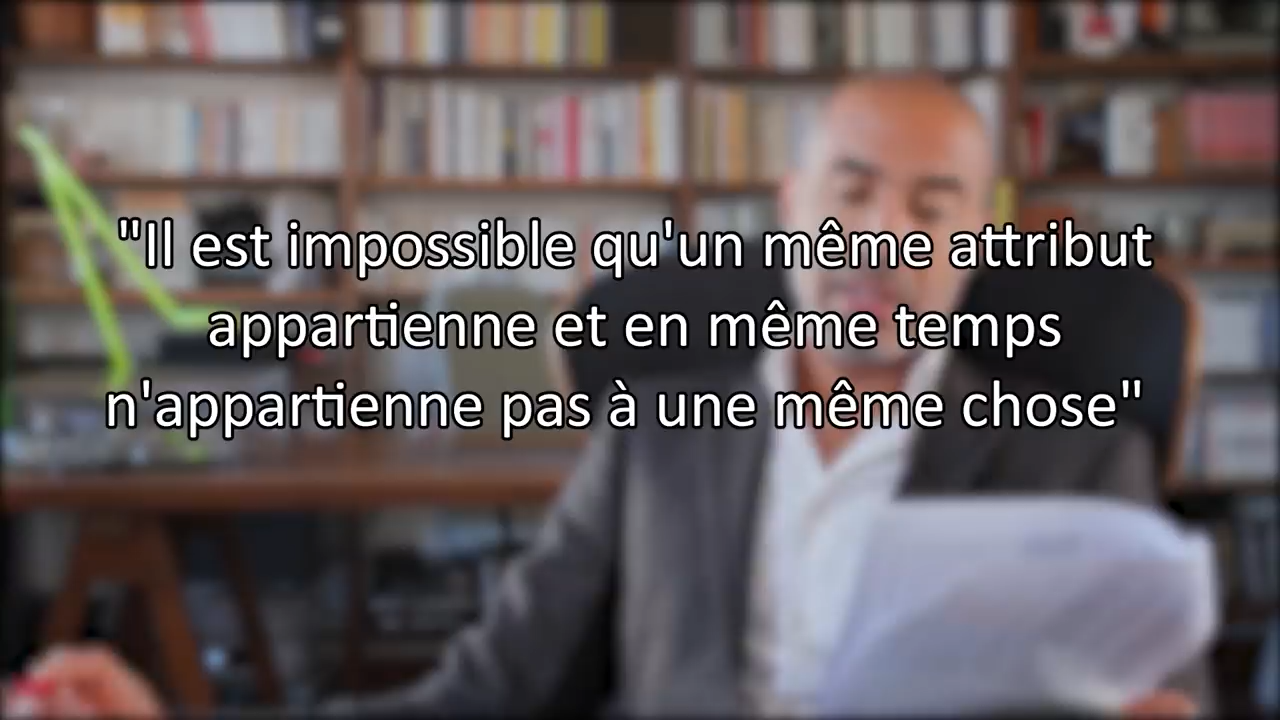 "Il est impossible qu'un même attribut
appartienne et en même temps
n'appartienne pas à une même chose"